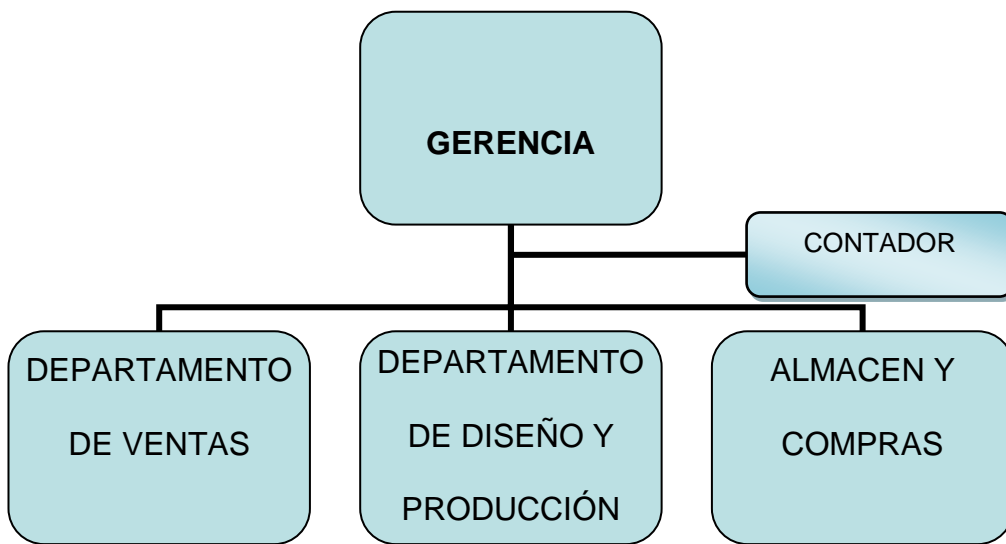 GERENCIA
CONTADOR
DEPARTAMENTO
DE VENTAS
DEPARTAMENTO
DE DISEÑO Y
PRODUCCIÓN
ALMACEN Y
COMPRAS